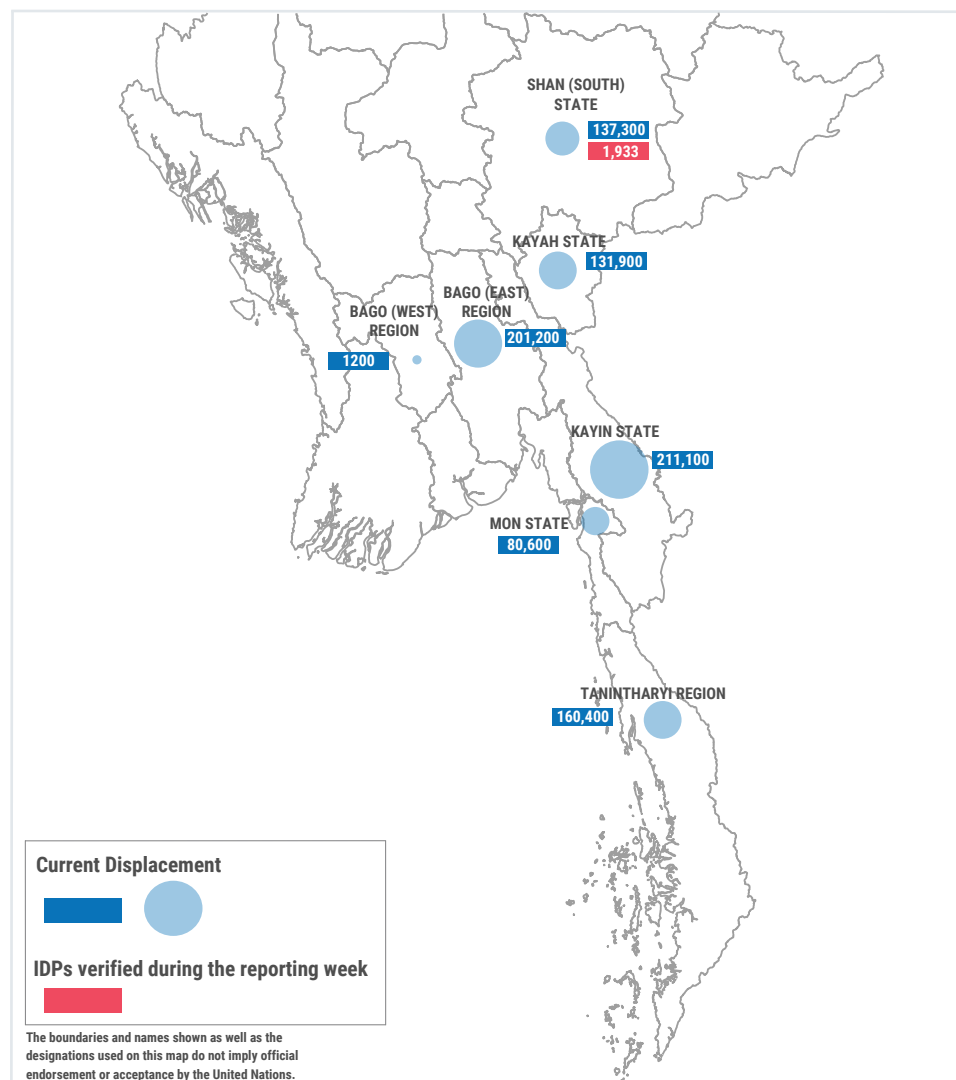 SHAN (SOUTH)
STATE
137,300
1,933
KAYAH STATE
131,900
BAGO (EAST)
REGION
201,200
BAGO (WEST)
REGION
1200
KAYIN STATE
211,100
MON STATE
80,600
TANINTHARYI REGION
160,400
Current Displacement
IDPs verified during the reporting week
The boundaries and names shown as well as the
designations used on this map do not imply official
endorsement or acceptance by the United Nations.